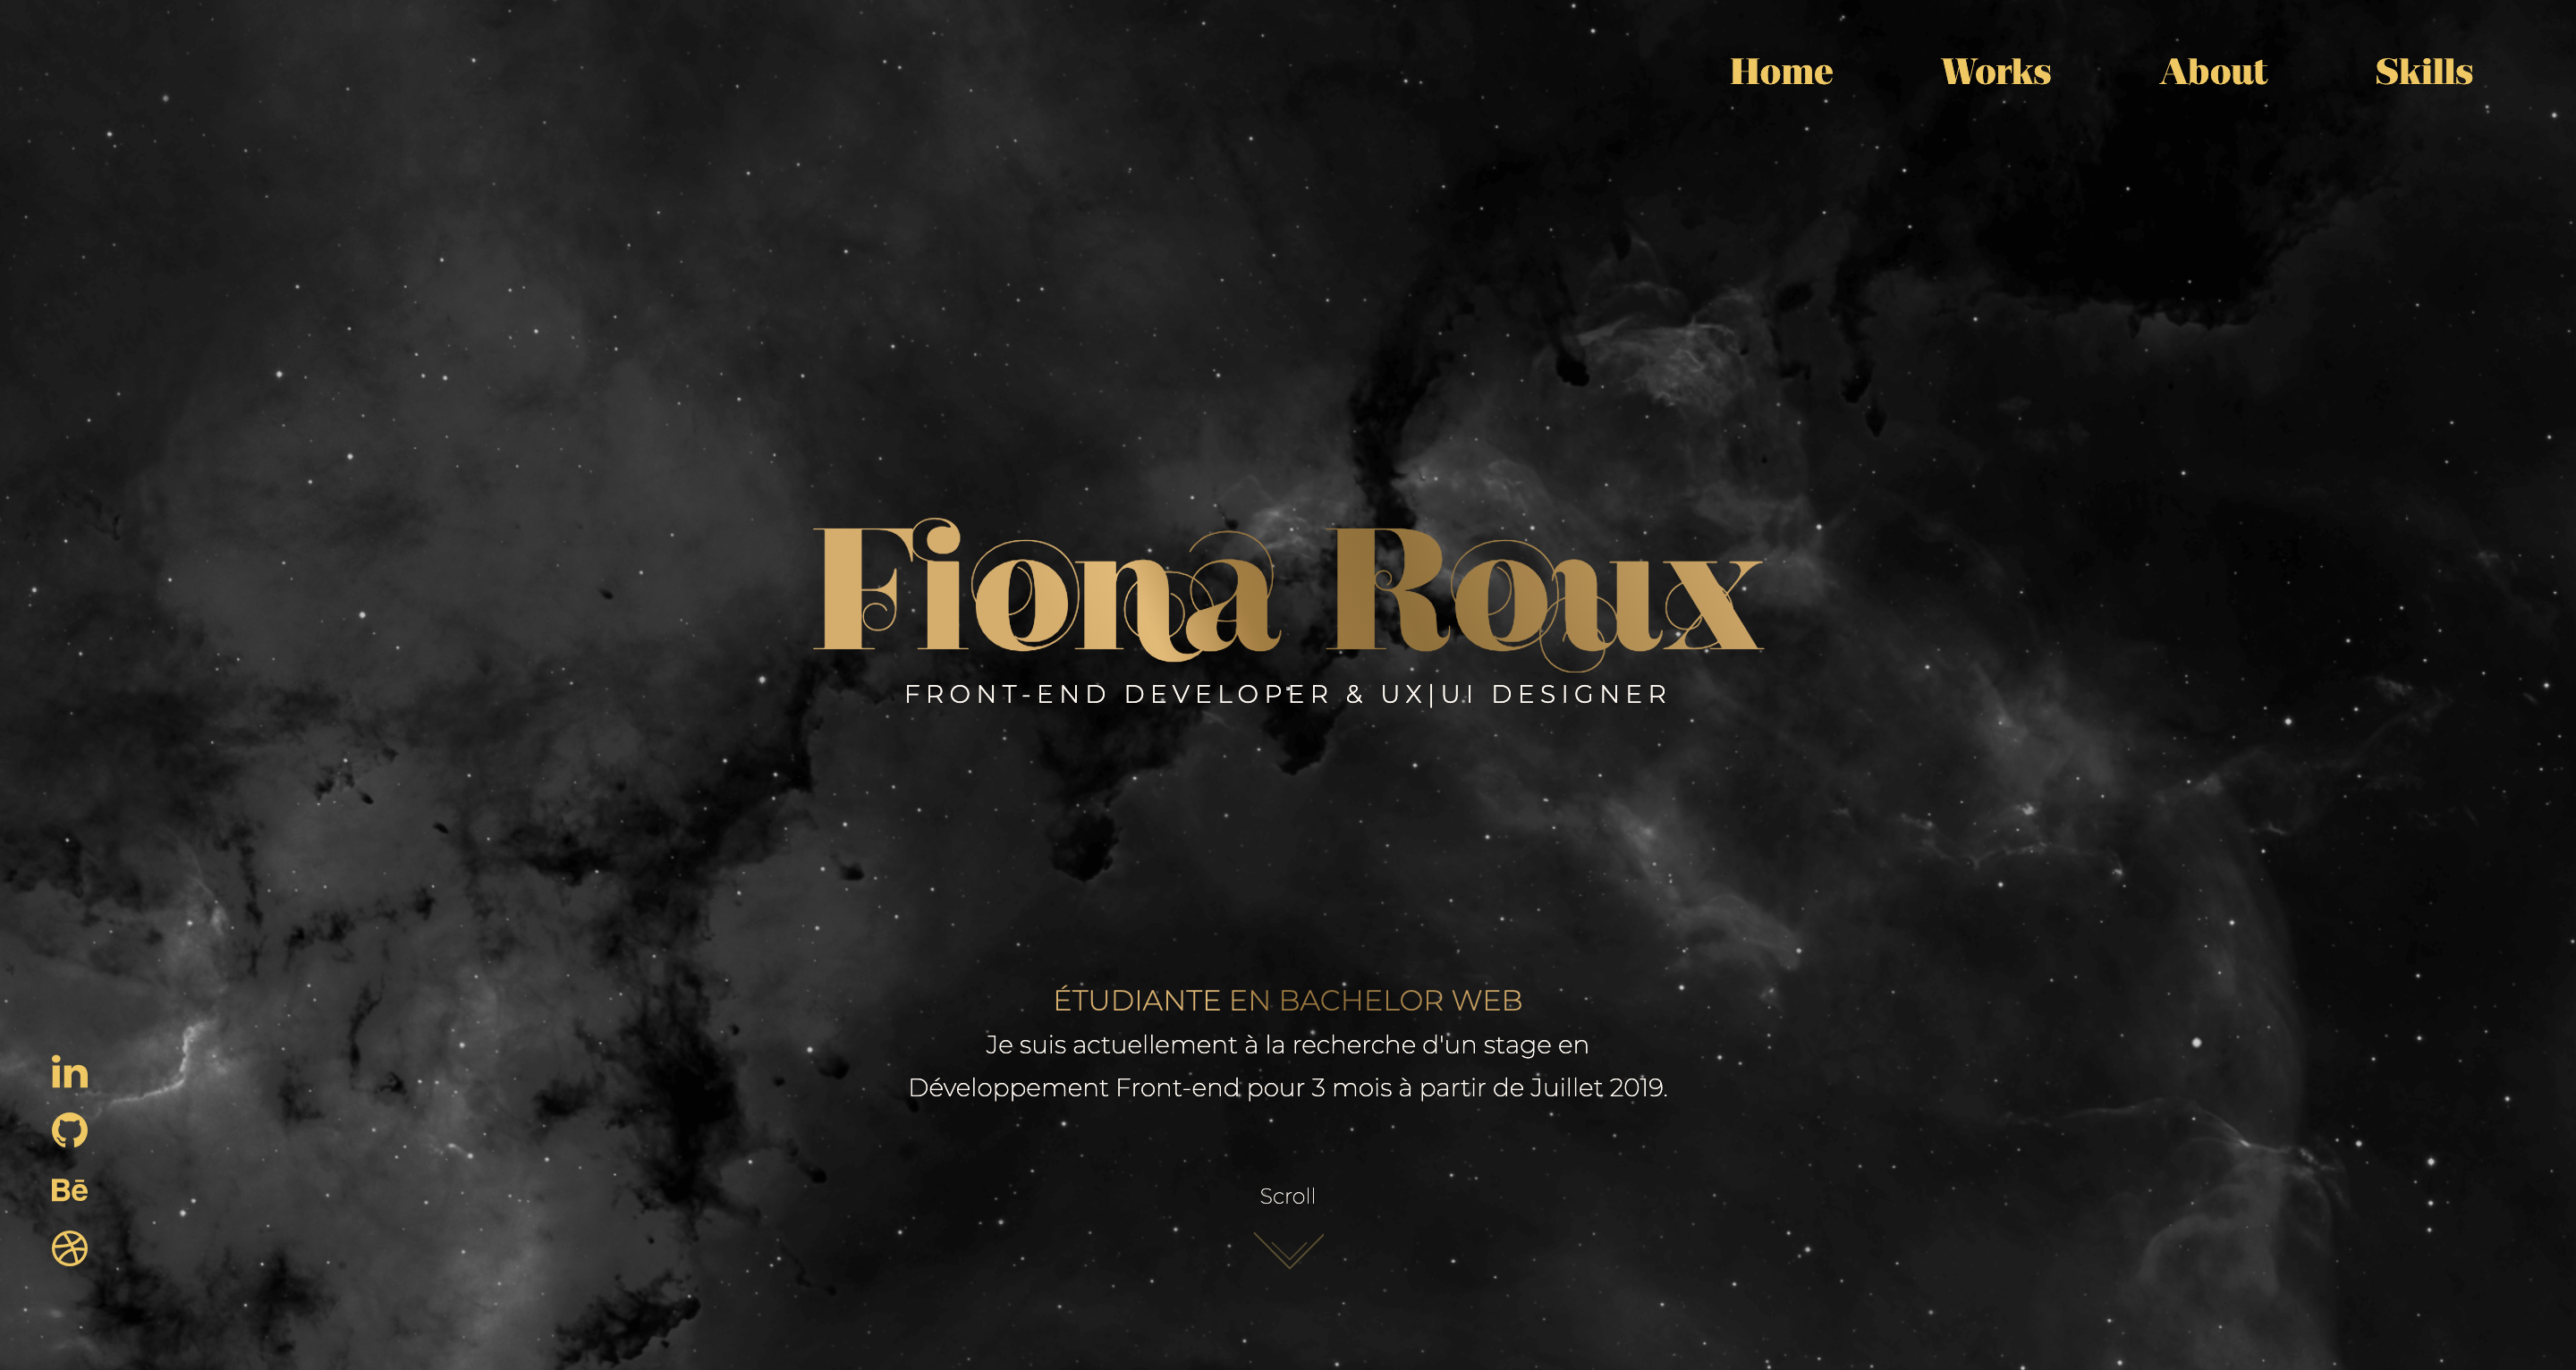 Home Works About Skills
Fiona Roux
FRONT-END DEVELOPER & UX|UI DESIGNER
ÉTUDIANTE EN BACHELOR WEB
Je suis actuellement à la recherche d'un stage en
Développement Front-end pour 3 mois à partir de Juillet 2019.
in
Bē
Scroll